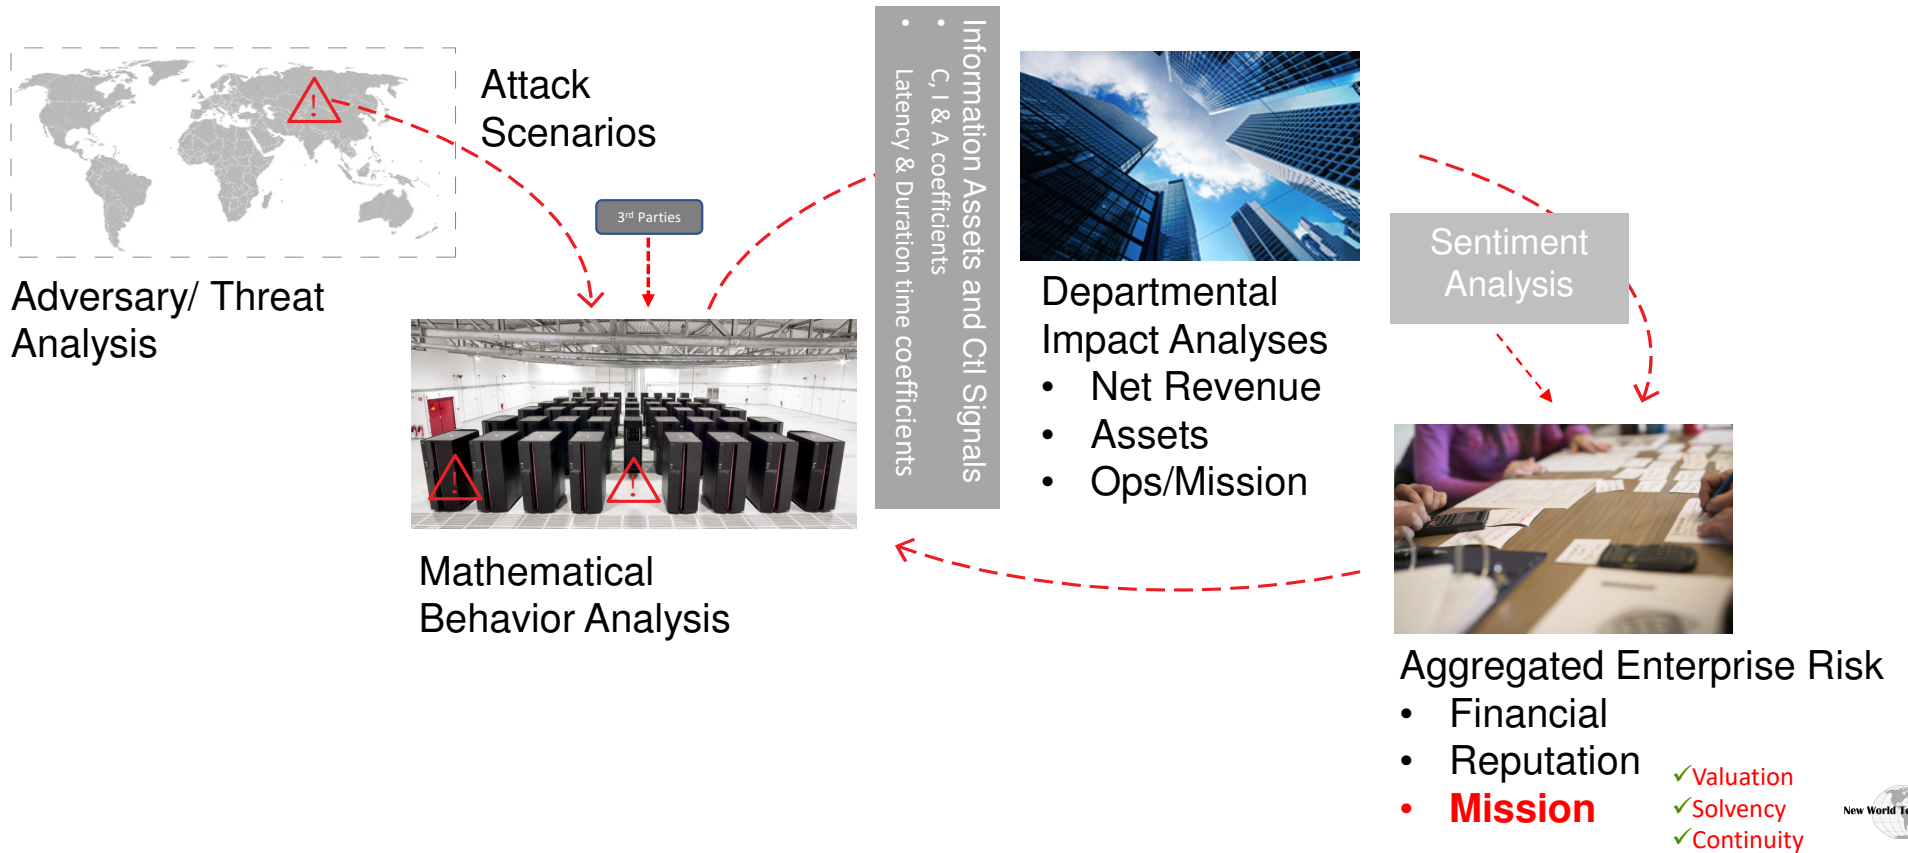 Attack
Scenarios
3rd Parties
Adversary/ Threat
Analysis
Mathematical
Behavior Analysis
Information Assets and Ctl Signals
• C, I & A coefficients
• Latency & Duration time coefficients
Departmental
Impact Analyses
• Net Revenue
• Assets
• Ops/Mission
Sentiment
Analysis
Aggregated Enterprise Risk
• Financial
• Reputation
• Mission
✓Valuation
✓Solvency
✓Continuity
New World